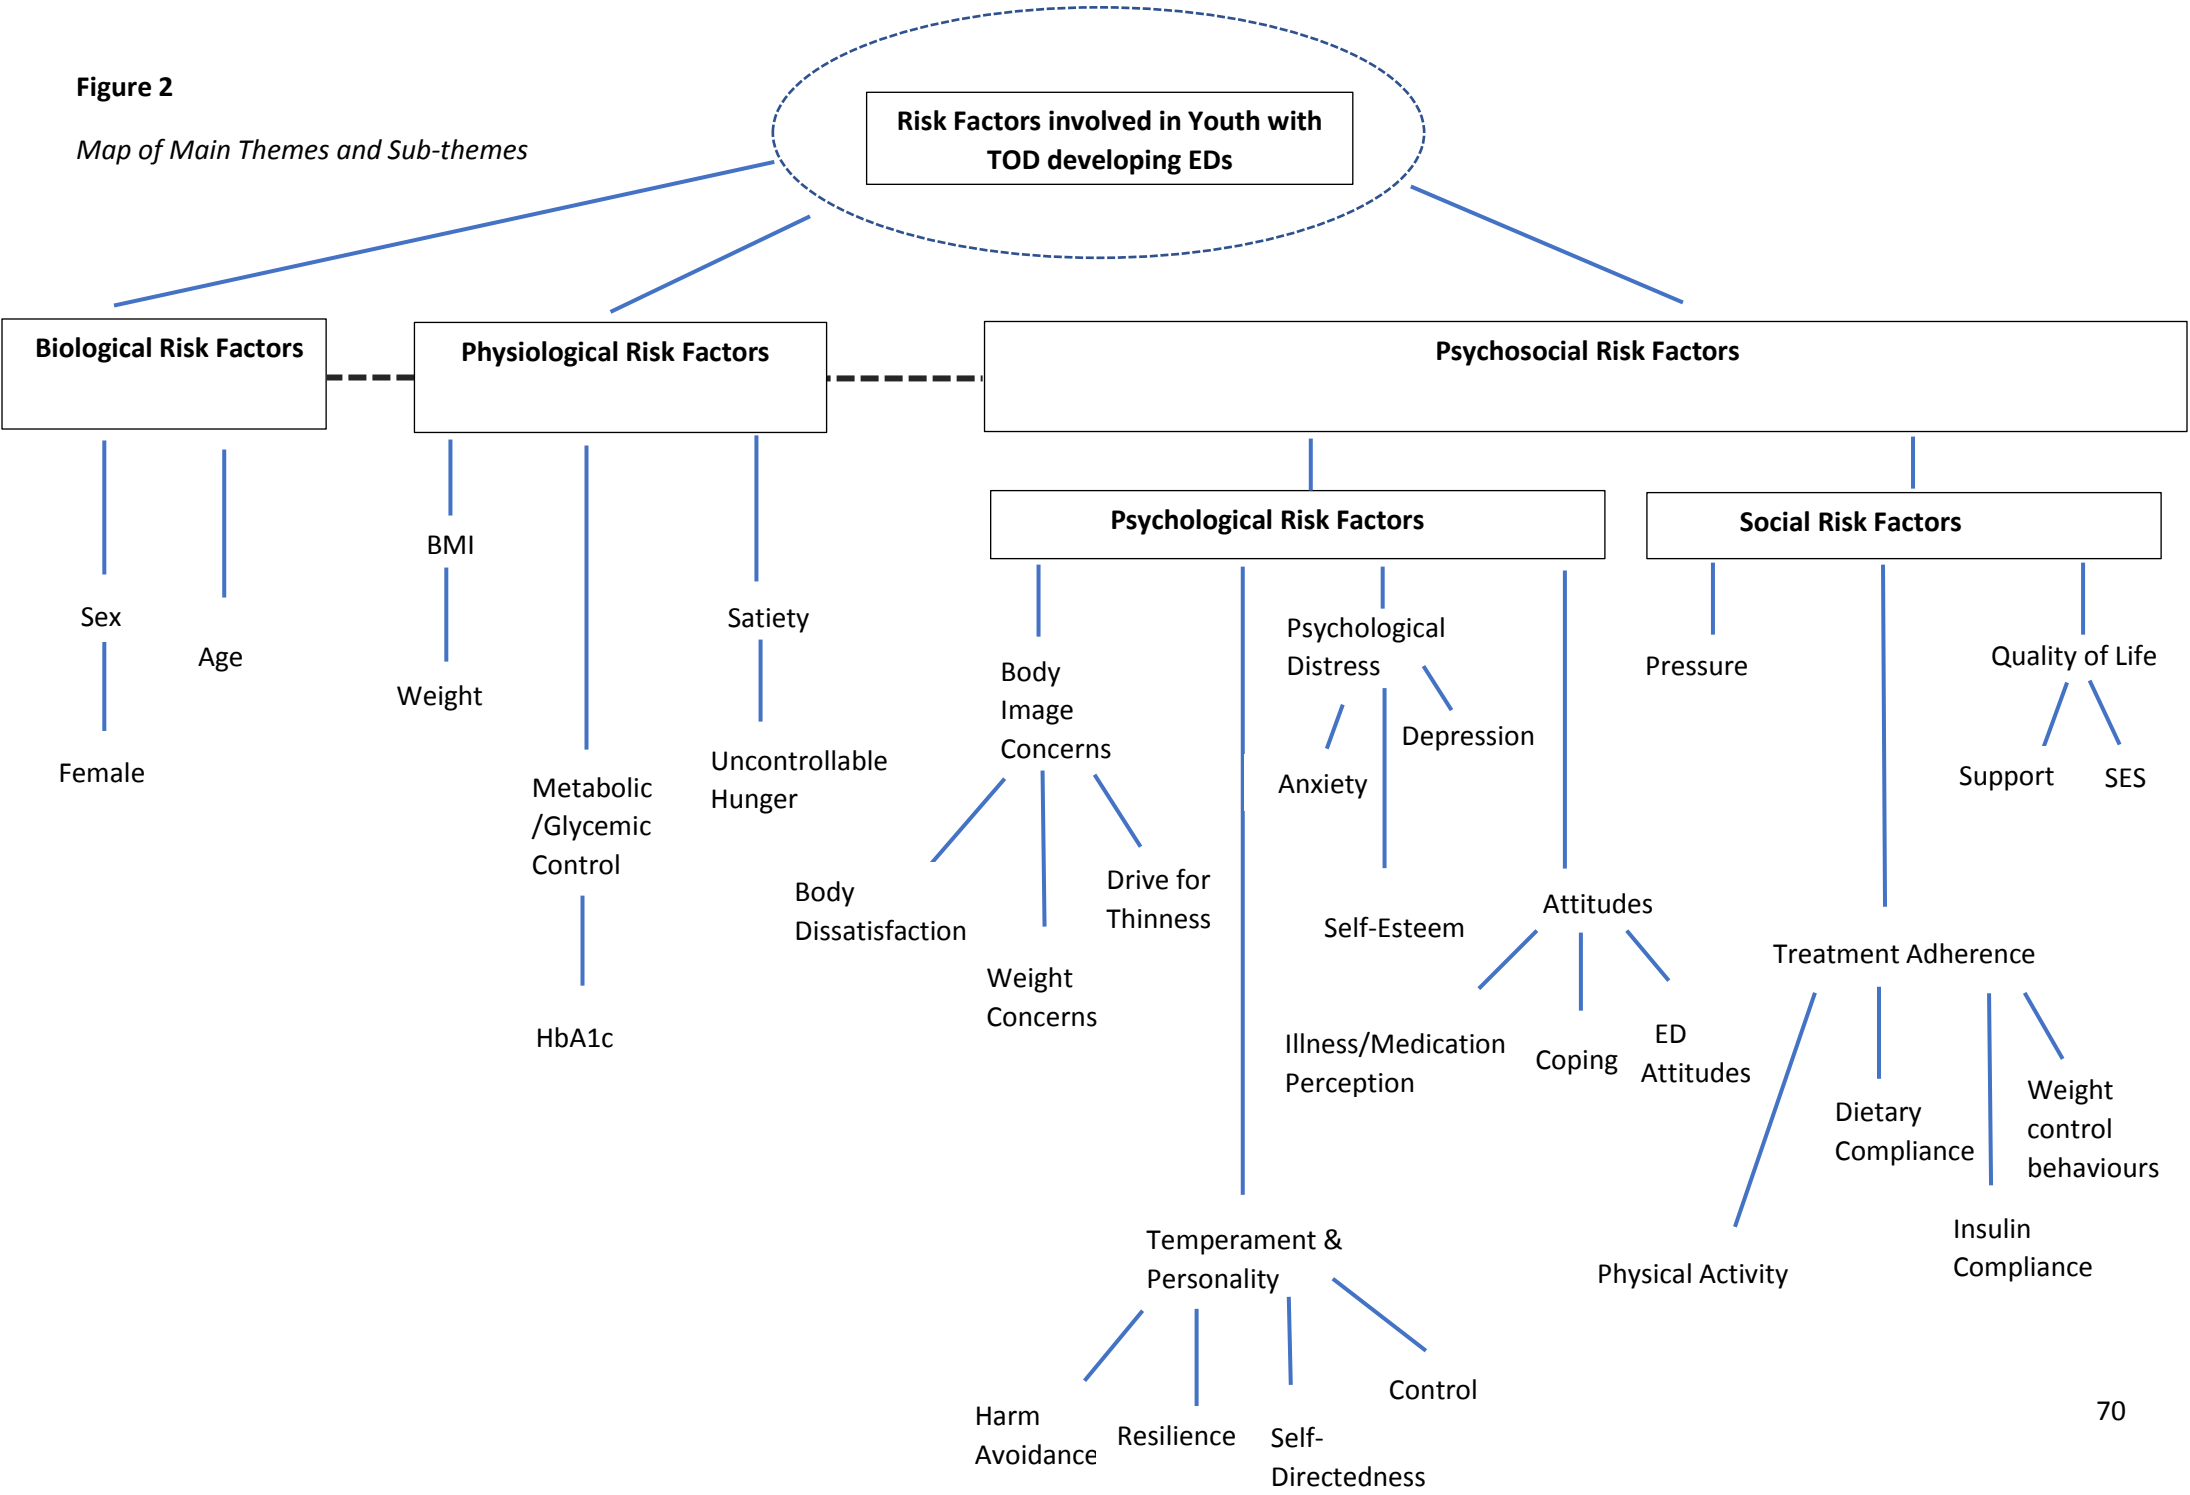 Figure 2
Map of Main Themes and Sub-themes
Risk Factors involved in Youth with
TOD developing EDs
Biological Risk Factors
Physiological Risk Factors
Psychosocial Risk Factors
Psychological Risk Factors
Social Risk Factors
Sex
Female
Age
BMI
Weight
Metabolic
/Glycemic
Control
HbA1c
Satiety
Uncontrollable
Hunger
Body
Image
Concerns
Body
Dissatisfaction
Weight
Concerns
Drive for
Thinness
Psychological
Distress
Anxiety
Depression
Self-Esteem
Attitudes
Illness/Medication
Perception
Coping
ED
Attitudes
Temperament &
Personality
Harm
Avoidance
Resilience
Self-
Directedness
Control
Pressure
Quality of Life
Support
SES
Treatment Adherence
Physical Activity
Dietary
Compliance
Insulin
Compliance
Weight
control
behaviours
70